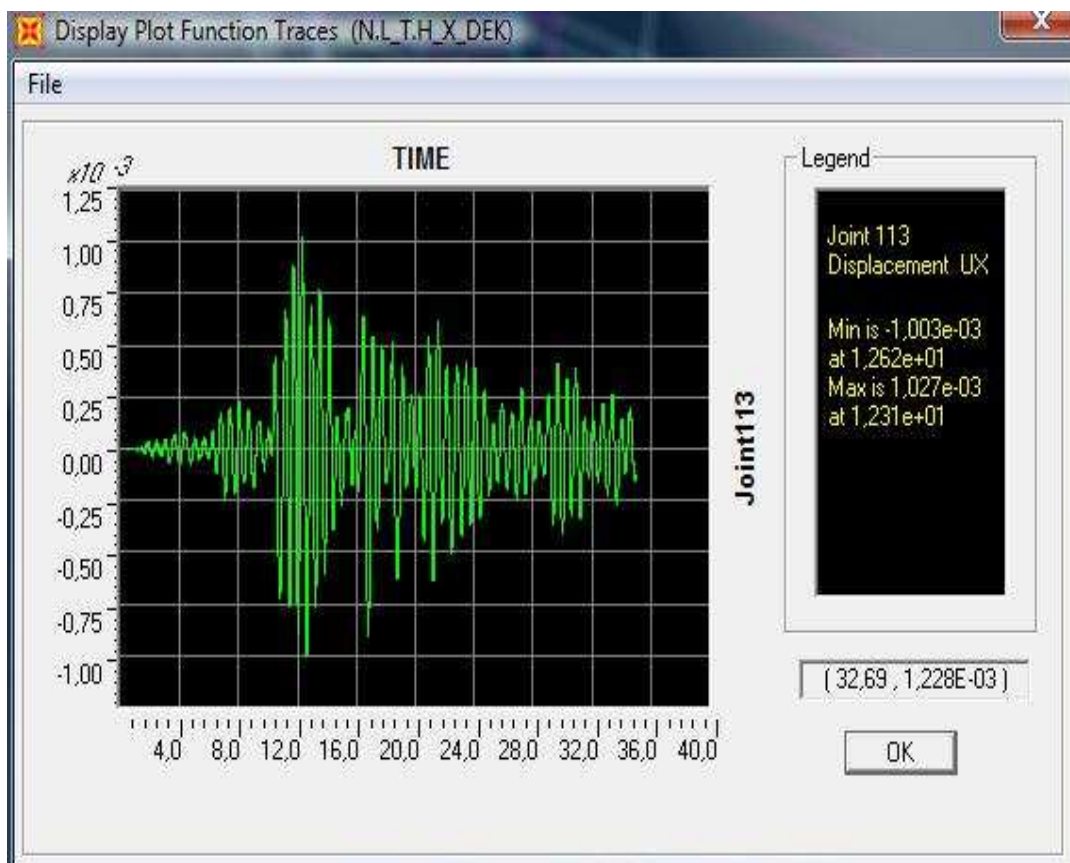 Display Plot Function Traces (N.L_T.H_X_DEK)
X
File
TIME
x10 -3
1,25
1,00
0,75
0,50
0,25
0,00
-0,25
-0,50
-0,75
-1,00
4,0 8,0 12,0 16,0 20,0 24,0 28,0 32,0 36,0 40,0
Joint113
Legend
Joint 113
Displacement UX
Min is -1,003e-03
at 1,262e+01
Max is 1,027e-03
at 1,231e+01
( 32,69 , 1,228E-03 )
OK